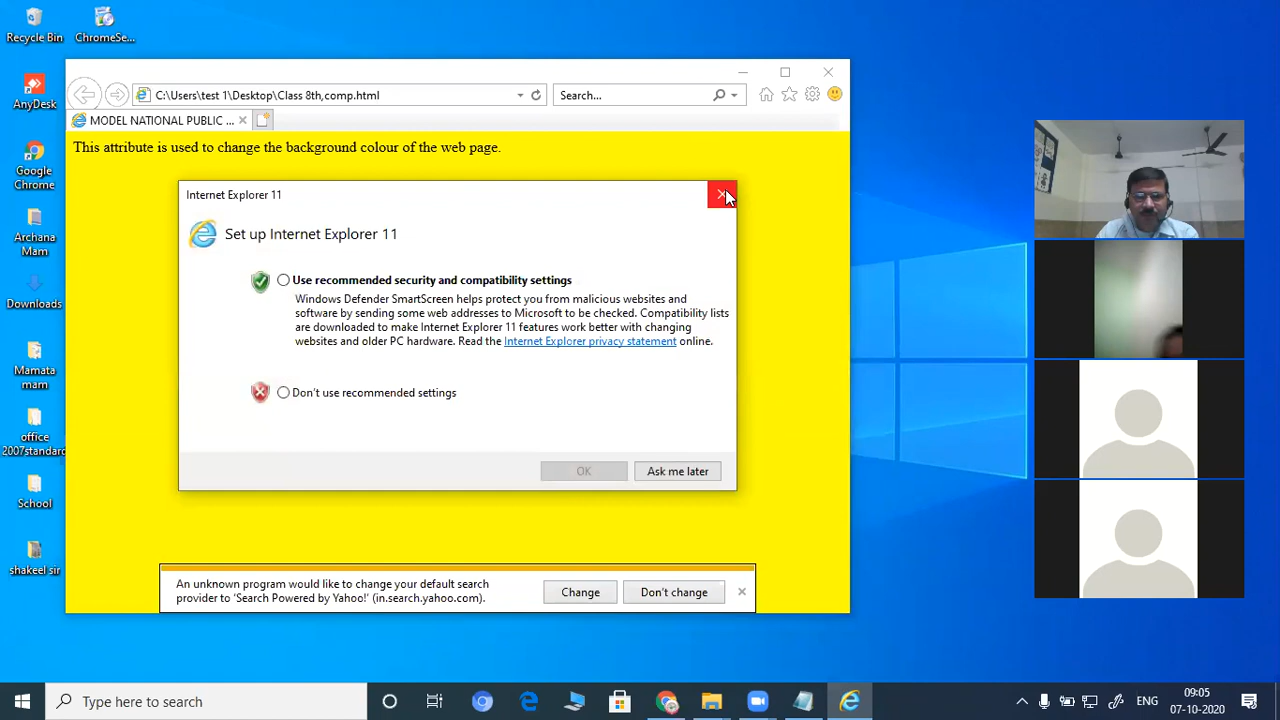 Recycle Bin
ChromeSe...
AnyDesk
Google
Chrome
Archana
Mam
Downloads
Mamata
mam
office
2007standard
School
shakeel sir
C:\Users\test 1\Desktop\Class 8th,comp.html
Search...
MODEL NATIONAL PUBLIC ...
This attribute is used to change the background colour of the web page.
Internet Explorer 11
Set up Internet Explorer 11
Use recommended security and compatibility settings
Windows Defender SmartScreen helps protect you from malicious websites and
software by sending some web addresses to Microsoft to be checked. Compatibility lists
are downloaded to make Internet Explorer 11 features work better with changing
websites and older PC hardware. Read the Internet Explorer privacy statement online.
Don't use recommended settings
OK
Ask me later
An unknown program would like to change your default search
provider to 'Search Powered by Yahoo!' (in.search.yahoo.com).
Change
Don't change
Type here to search
ENG
09:05
07-10-2020